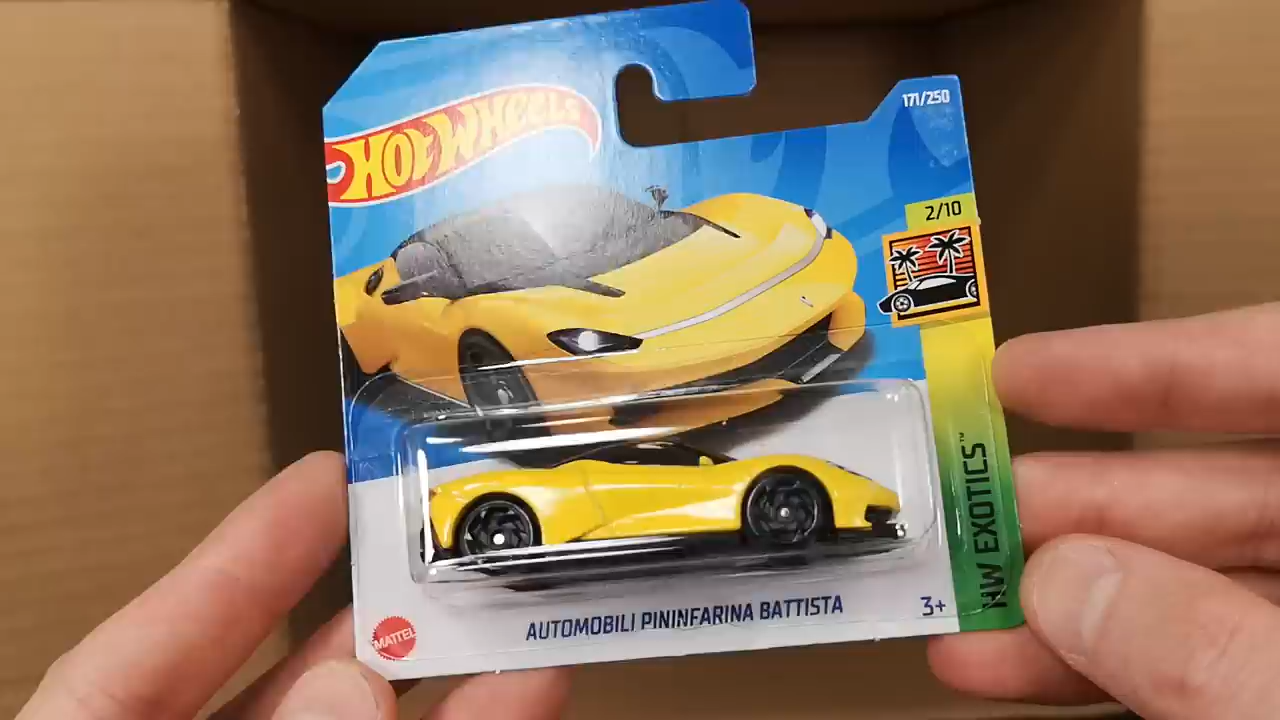 HOT WHEELS
171/250
2/10
HW EXOTICS™
AUTOMOBILI PININFARINA BATTISTA
3+
MATTEL